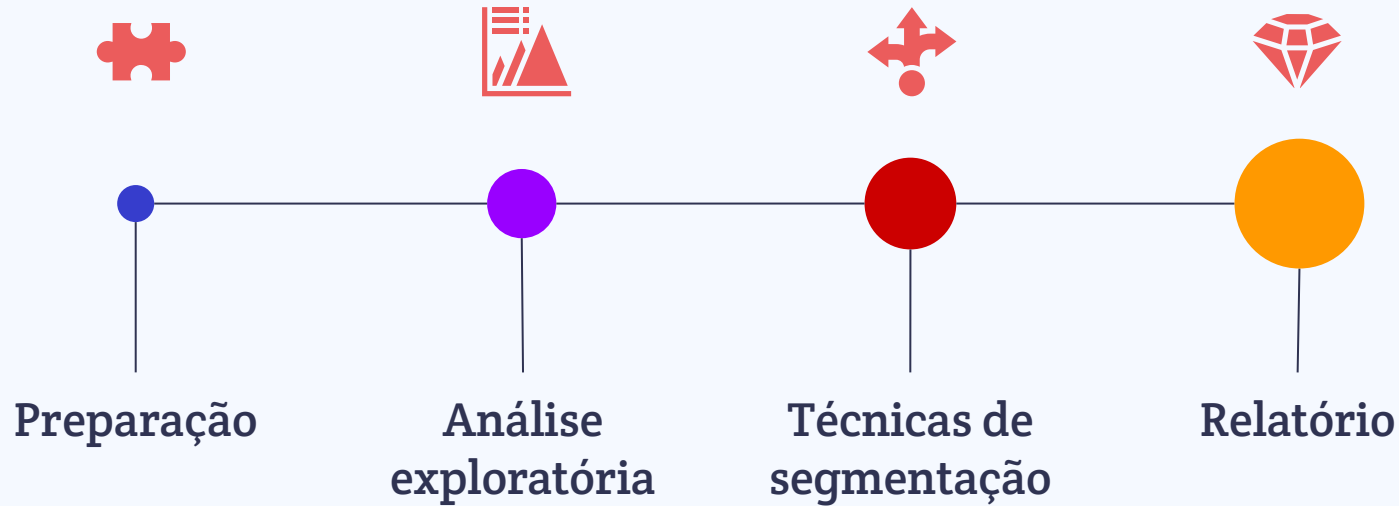 Preparação
Análise
exploratória
Técnicas de
segmentação
Relatório